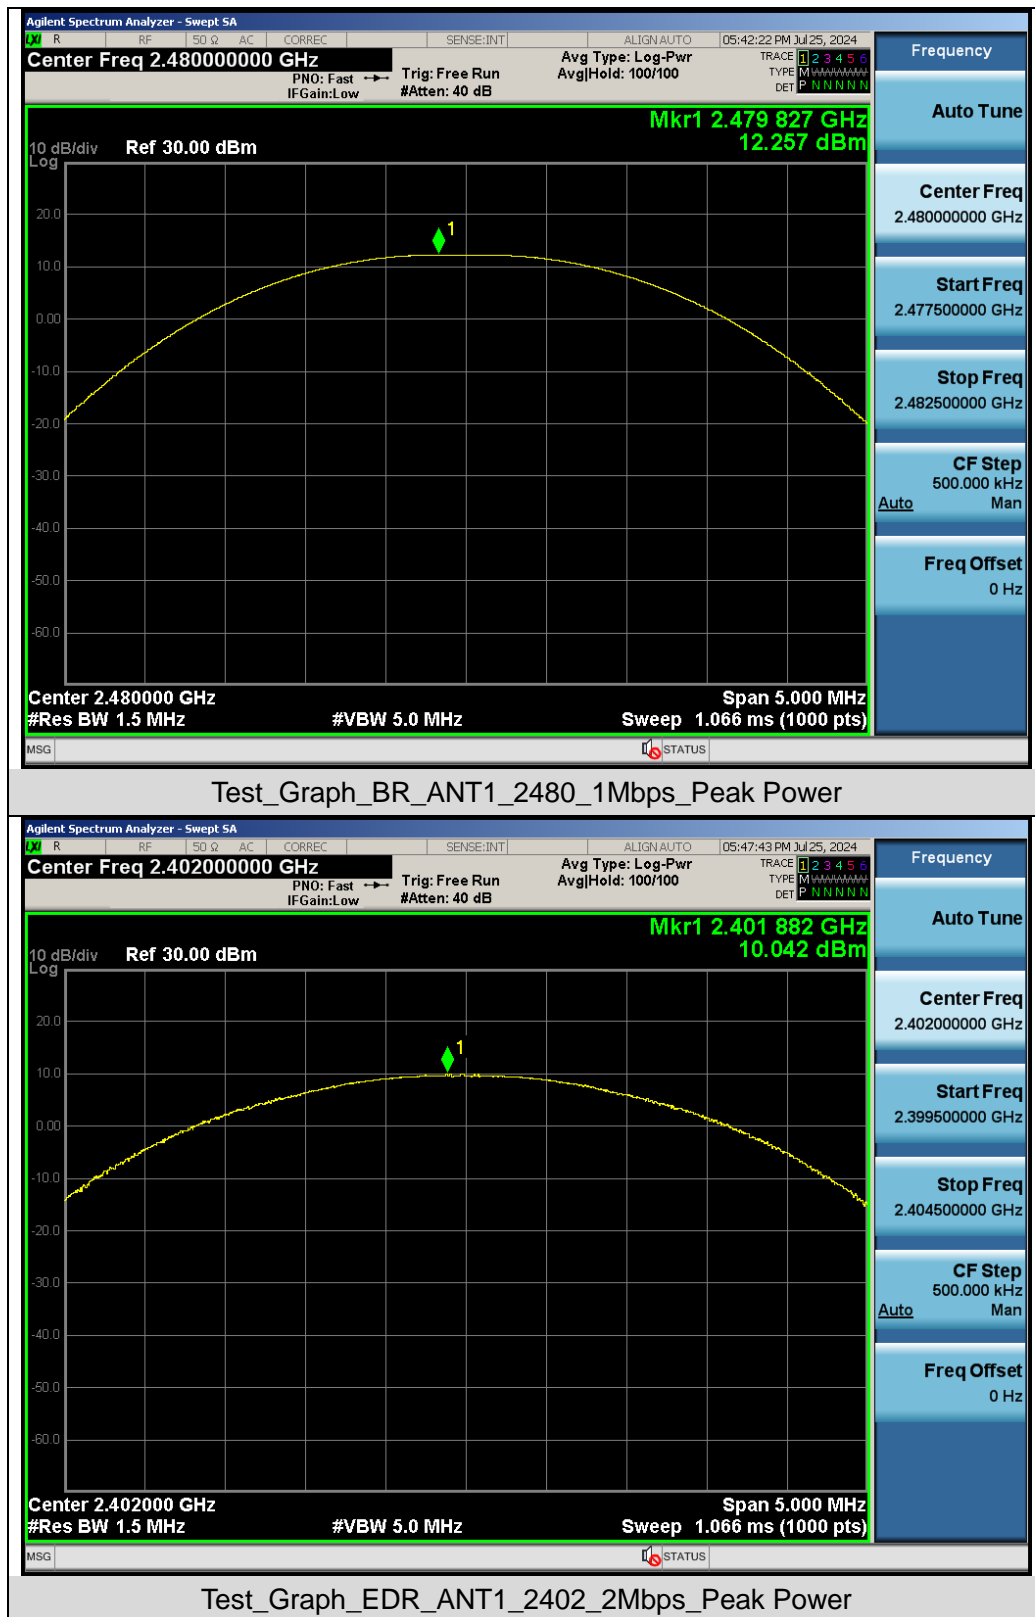 Agilent Spectrum Analyzer - Swept SA
LXI R RF 50 Ω AC CORREC SENSE:INT ALIGN AUTO 05:42:22 PM Jul 25, 2024
Center Freq 2.480000000 GHz
PNO: Fast
IFGain:Low
Trig: Free Run
#Atten: 40 dB
Avg Type: Log-Pwr
Avg|Hold: 100/100
TRACE 1 2 3 4 5 6
TYPE M WWWWW
DET P N N N N N
Mkr1 2.479 827 GHz
12.257 dBm
10 dB/div
Log
Ref 30.00 dBm
20.0
10.0
0.00
-10.0
-20.0
-30.0
-40.0
-50.0
-60.0
Center 2.480000 GHz
Span 5.000 MHz
#Res BW 1.5 MHz
#VBW 5.0 MHz
Sweep 1.066 ms (1000 pts)
MSG
STATUS
Frequency
Auto Tune
Center Freq
2.480000000 GHz
Start Freq
2.477500000 GHz
Stop Freq
2.482500000 GHz
CF Step
500.000 kHz
Auto Man
Freq Offset
0 Hz
Test_Graph_BR_ANT1_2480_1Mbps_Peak Power
Agilent Spectrum Analyzer - Swept SA
LXI R RF 50 Ω AC CORREC SENSE:INT ALIGN AUTO 05:47:43 PM Jul 25, 2024
Center Freq 2.402000000 GHz
PNO: Fast
IFGain:Low
Trig: Free Run
#Atten: 40 dB
Avg Type: Log-Pwr
Avg|Hold: 100/100
TRACE 1 2 3 4 5 6
TYPE M WWWWW
DET P N N N N N
Mkr1 2.401 882 GHz
10.042 dBm
10 dB/div
Log
Ref 30.00 dBm
20.0
10.0
0.00
-10.0
-20.0
-30.0
-40.0
-50.0
-60.0
Center 2.402000 GHz
Span 5.000 MHz
#Res BW 1.5 MHz
#VBW 5.0 MHz
Sweep 1.066 ms (1000 pts)
MSG
STATUS
Frequency
Auto Tune
Center Freq
2.402000000 GHz
Start Freq
2.399500000 GHz
Stop Freq
2.404500000 GHz
CF Step
500.000 kHz
Auto Man
Freq Offset
0 Hz
Test_Graph_EDR_ANT1_2402_2Mbps_Peak Power